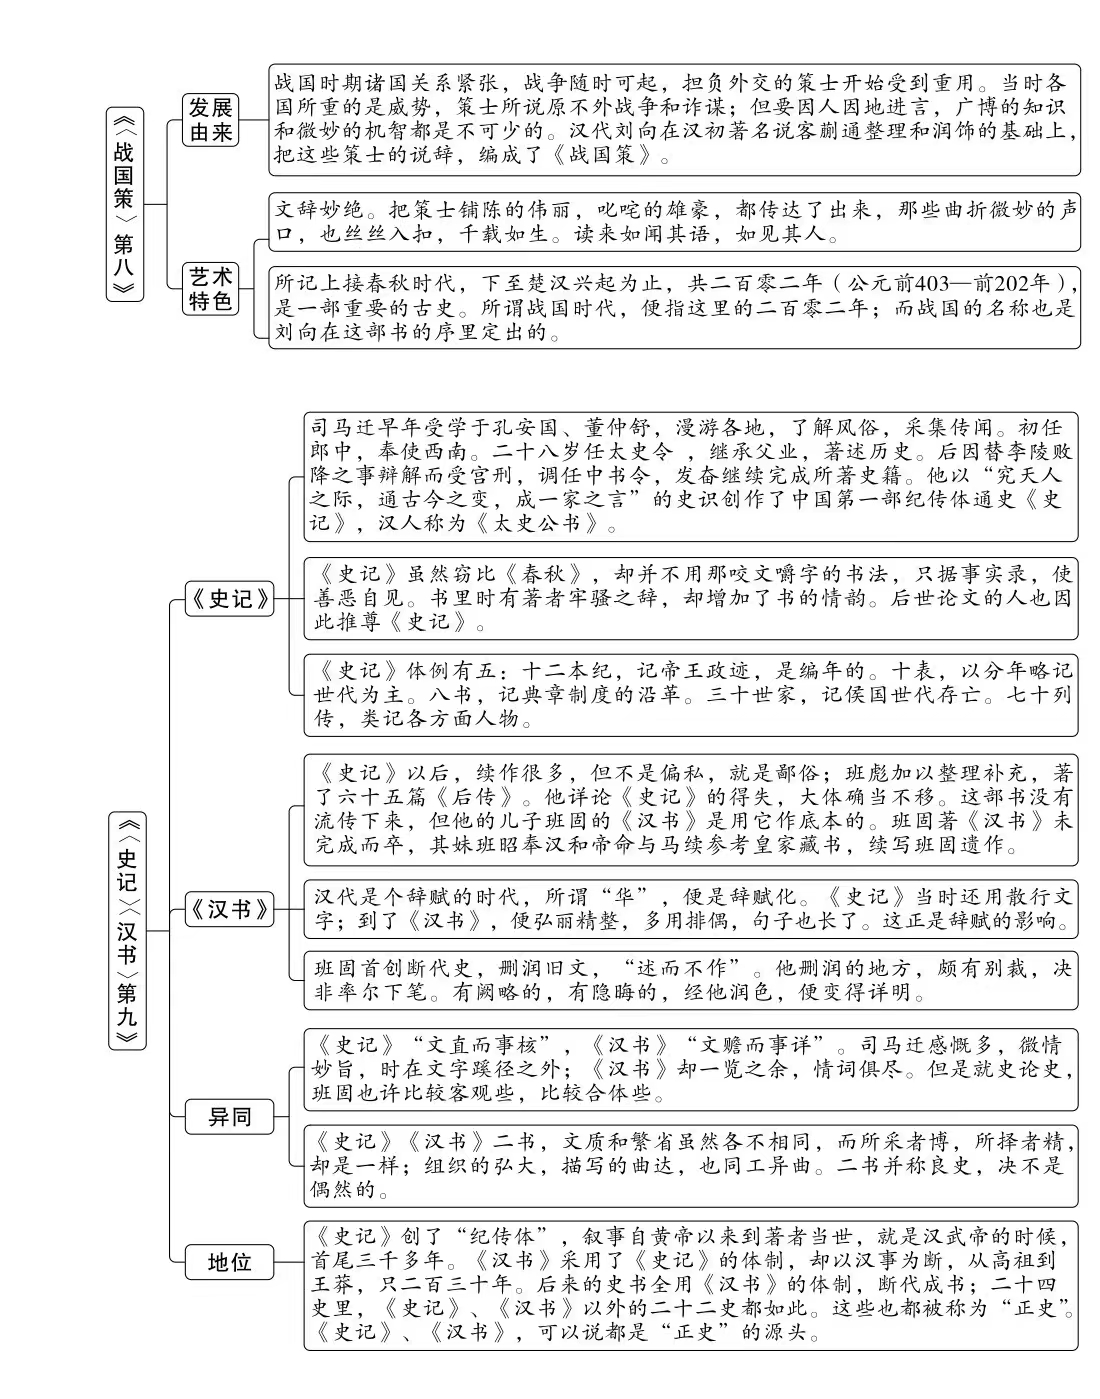 《〈战国策〉第八》
发展
由来
战国时期诸国关系紧张，战争随时可起，担负外交的策士开始受到重用。当时各
国所重的是威势，策士所说原不外战争和诈谋；但要因人因地进言，广博的知识
和微妙的机智都是不可少的。汉代刘向在汉初著名说客蒯通整理和润饰的基础上，
把这些策士的说辞，编成了《战国策》。
艺术
特色
文辞妙绝。把策士铺陈的伟丽，叱咤的雄豪，都传达了出来，那些曲折微妙的声
口，也丝丝入扣，千载如生。读来如闻其语，如见其人。
所记上接春秋时代，下至楚汉兴起为止，共二百零二年（公元前403—前202年），
是一部重要的古史。所谓战国时代，便指这里的二百零二年；而战国的名称也是
刘向在这部书的序里定出的。
《〈史记〉〈汉书〉第九》
《史记》
司马迁早年受学于孔安国、董仲舒，漫游各地，了解风俗，采集传闻。初任
郎中，奉使西南。二十八岁任太史令 ，继承父业，著述历史。后因替李陵败
降之事辩解而受宫刑，调任中书令，发奋继续完成所著史籍。他以“究天人
之际，通古今之变，成一家之言”的史识创作了中国第一部纪传体通史《史
记》，汉人称为《太史公书》。
《史记》虽然窃比《春秋》，却并不用那咬文嚼字的书法，只据事实录，使
善恶自见。书里时有著者牢骚之辞，却增加了书的情韵。后世论文的人也因
此推尊《史记》。
《史记》体例有五：十二本纪，记帝王政迹，是编年的。十表，以分年略记
世代为主。八书，记典章制度的沿革。三十世家，记侯国世代存亡。七十列
传，类记各方面人物。
《汉书》
《史记》以后，续作很多，但不是偏私，就是鄙俗；班彪加以整理补充，著
了六十五篇《后传》。他详论《史记》的得失，大体确当不移。这部书没有
流传下来，但他的儿子班固的《汉书》是用它作底本的。班固著《汉书》未
完成而卒，其妹班昭奉汉和帝命与马续参考皇家藏书，续写班固遗作。
汉代是个辞赋的时代，所谓“华”，便是辞赋化。《史记》当时还用散行文
字；到了《汉书》，便弘丽精整，多用排偶，句子也长了。这正是辞赋的影响。
班固首创断代史，删润旧文，“述而不作”。他删润的地方，颇有别裁，决
非率尔下笔。有阙略的，有隐晦的，经他润色，便变得详明。
异同
《史记》“文直而事核”，《汉书》“文赡而事详”。司马迁感慨多，微情
妙旨，时在文字蹊径之外；《汉书》却一览之余，情词俱尽。但是就史论史，
班固也许比较客观些，比较合体些。
《史记》《汉书》二书，文质和繁省虽然各不相同，而所采者博，所择者精，
却是一样；组织的弘大，描写的曲达，也同工异曲。二书并称良史，决不是
偶然的。
地位
《史记》创了“纪传体”，叙事自黄帝以来到著者当世，就是汉武帝的时候，
首尾三千多年。《汉书》采用了《史记》的体制，却以汉事为断，从高祖到
王莽，只二百三十年。后来的史书全用《汉书》的体制，断代成书；二十四
史里，《史记》、《汉书》以外的二十二史都如此。这些也都被称为“正史”。
《史记》、《汉书》，可以说都是“正史”的源头。